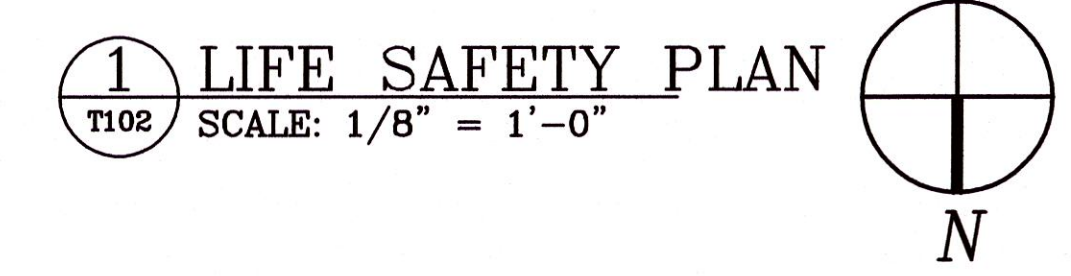 1 LIFE SAFETY PLAN
T102 SCALE: 1/8" = 1'-0"
N